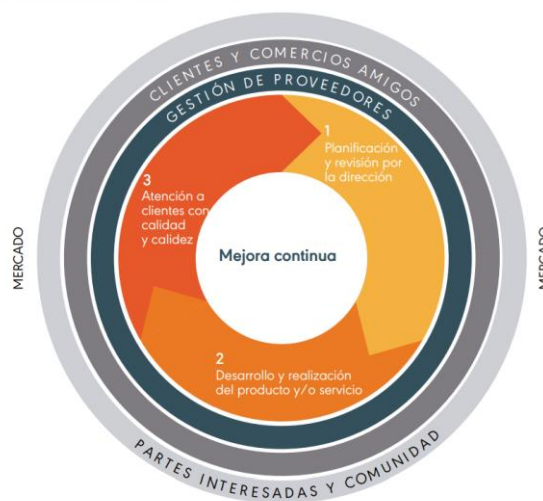 CLIENTES Y COMERCIOS AMIGOS
GESTIÓN DE PROVEEDORES
1
Planificación
y revisión por
la dirección
3
Atención a
clientes con
calidad
y calidez
MERCADO
Mejora continua
MERCADO
2
Desarrollo y realización
del producto y/o servicio
PARTES INTERESADAS Y COMUNIDAD